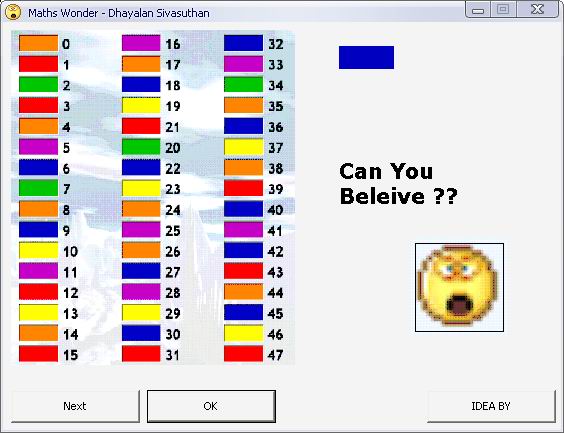 Maths Wonder - Dhayalan Sivasuthan
0 16 32
1 17 33
2 18 34
3 19 35
4 21 36
5 20 37
6 22 38
7 23 39
8 24 40
9 25 41
10 26 42
11 27 43
12 28 44
13 29 45
14 30 46
15 31 47
Can You
Beleive ??
Next OK IDEA BY